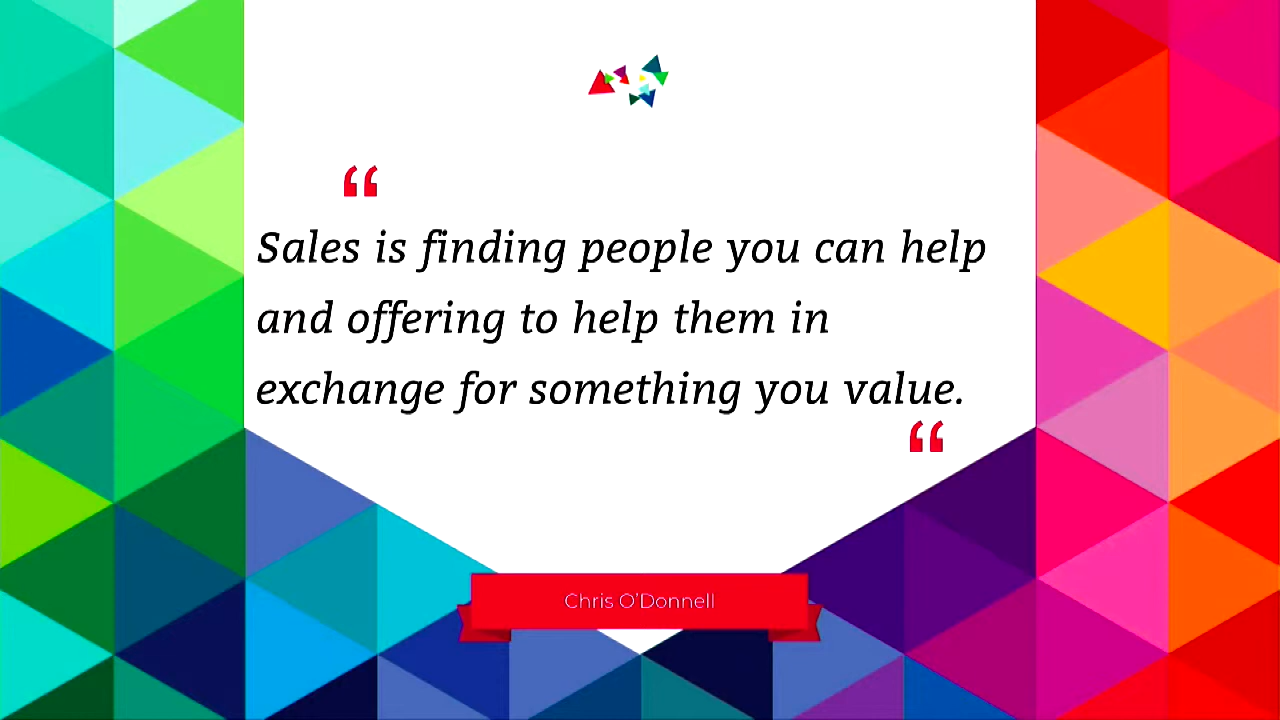 “
Sales is finding people you can help
and offering to help them in
exchange for something you value.
“
Chris O’Donnell